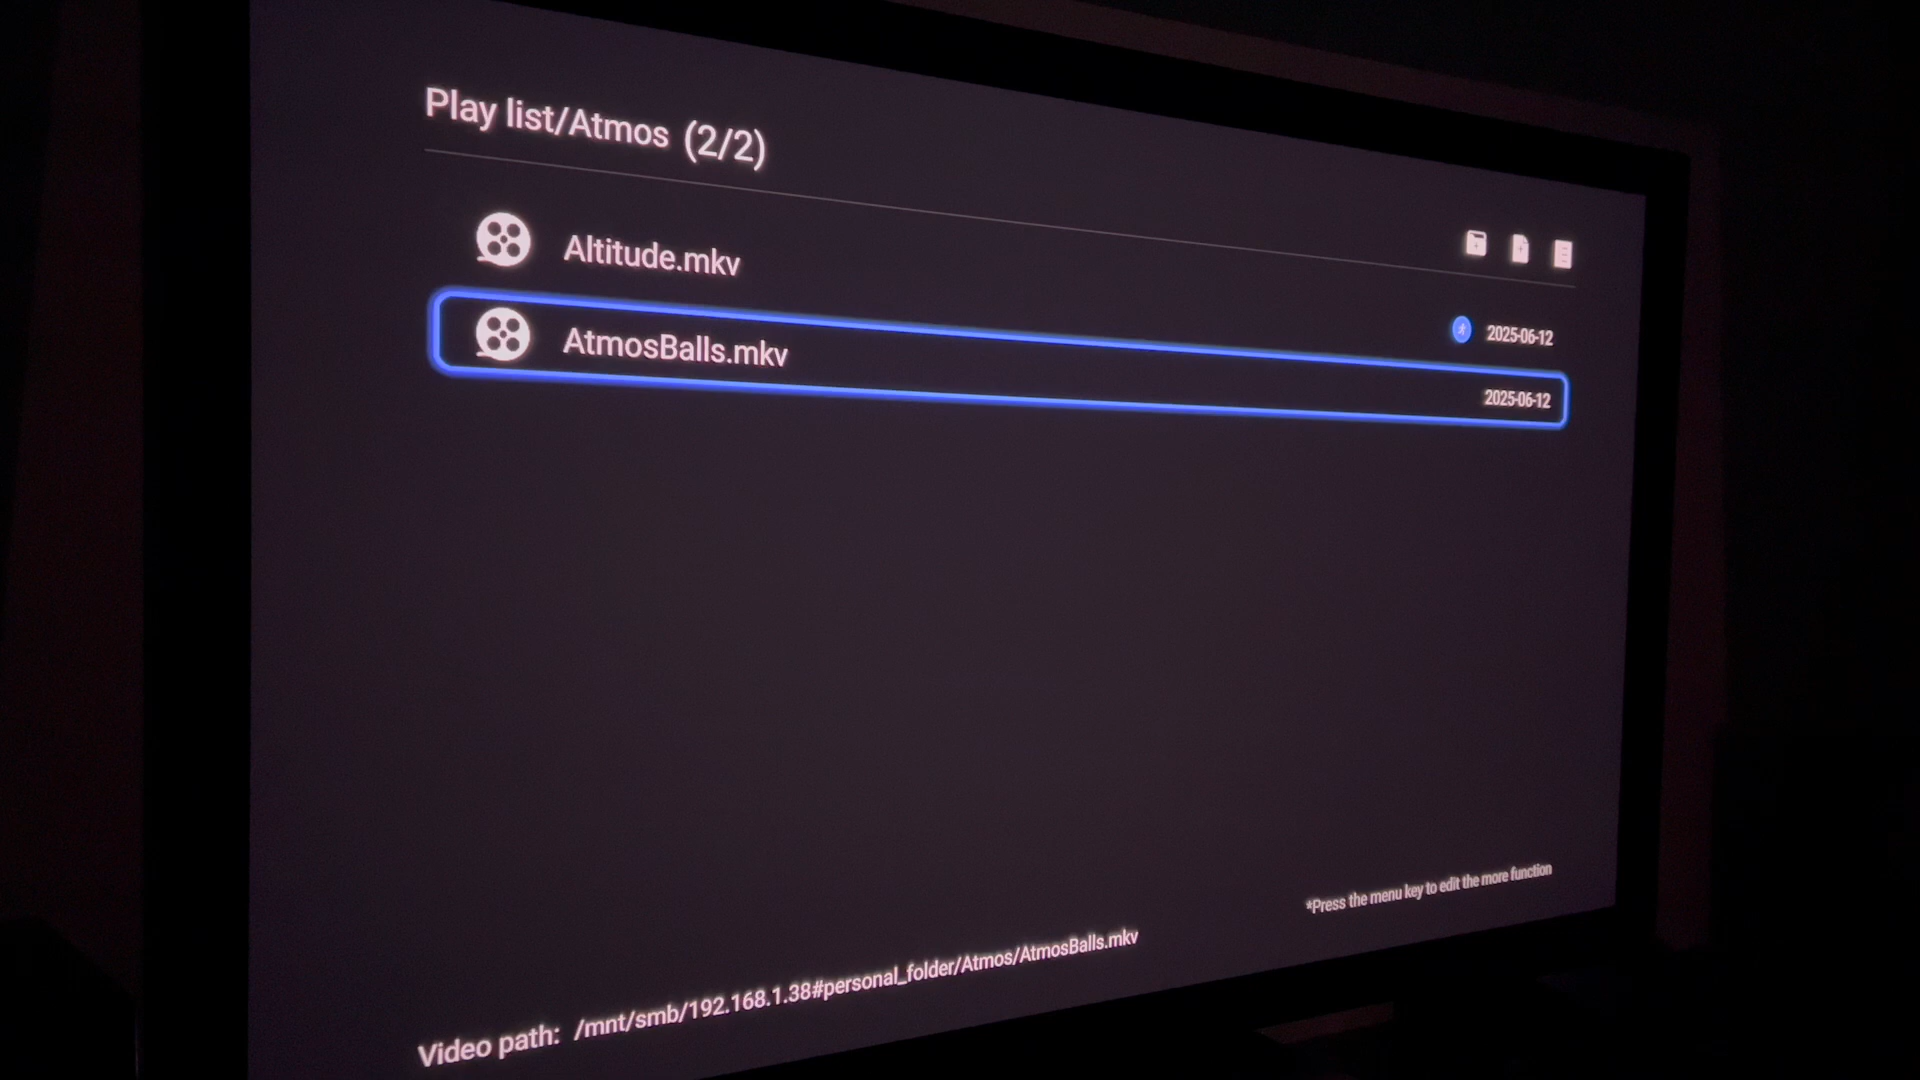 Play list/Atmos (2/2)
Altitude.mkv
2025-06-12
AtmosBalls.mkv
2025-06-12
*Press the menu key to edit the more function
Video path: /mnt/smb/192.168.1.38#personal_folder/Atmos/AtmosBalls.mkv